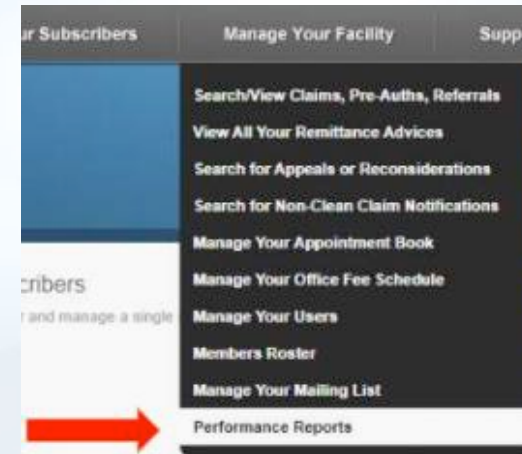 ur Subscribers Manage Your Facility Supp
Search/View Claims, Pre-Auths, Referrals
View All Your Remittance Advices
Search for Appeals or Reconsiderations
Search for Non-Clean Claim Notifications
Manage Your Appointment Book
cribers
Manage Your Office Fee Schedule
r and manage a single
Manage Your Users
Members Roster
Manage Your Mailing List
Performance Reports